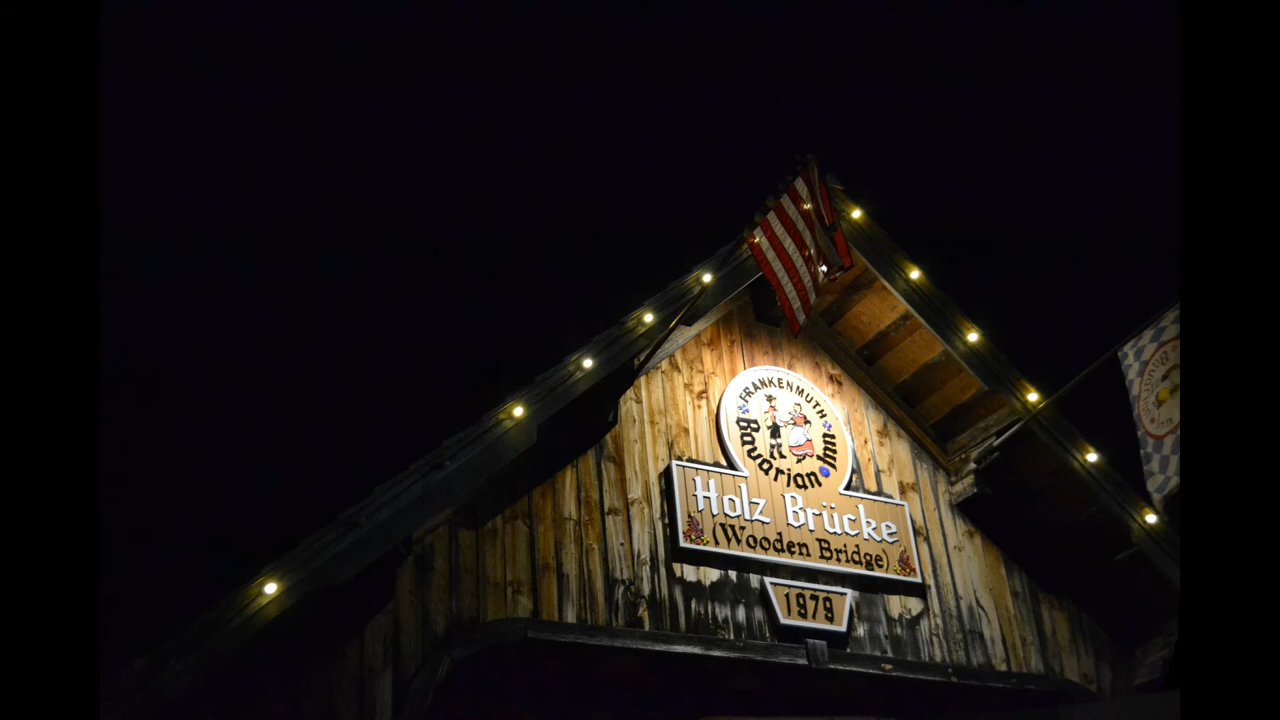 FRANKENMUTH
Bavarian Inn
Holz Brücke
(Wooden Bridge)
1979